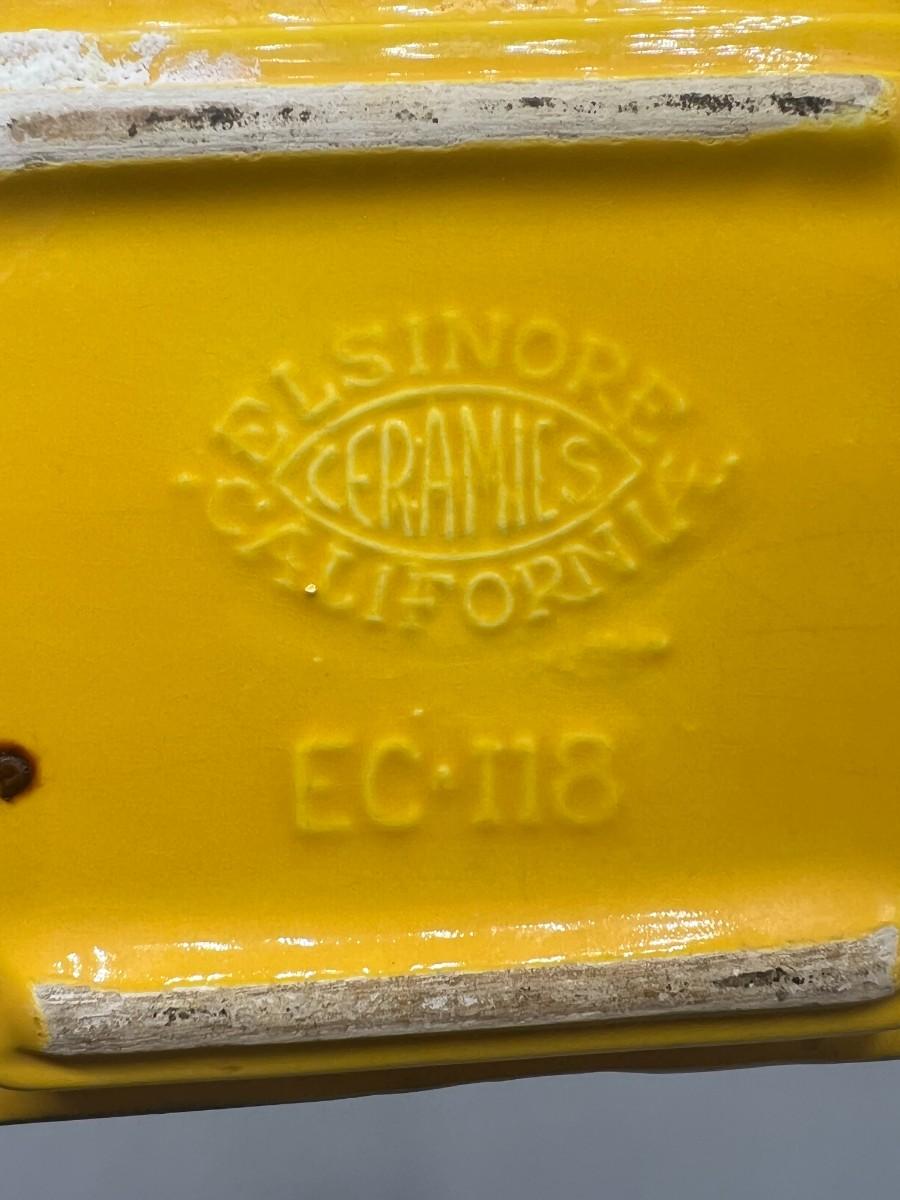 ELSINORE
CERAMICS
·CALIFORNIA·
EC·118